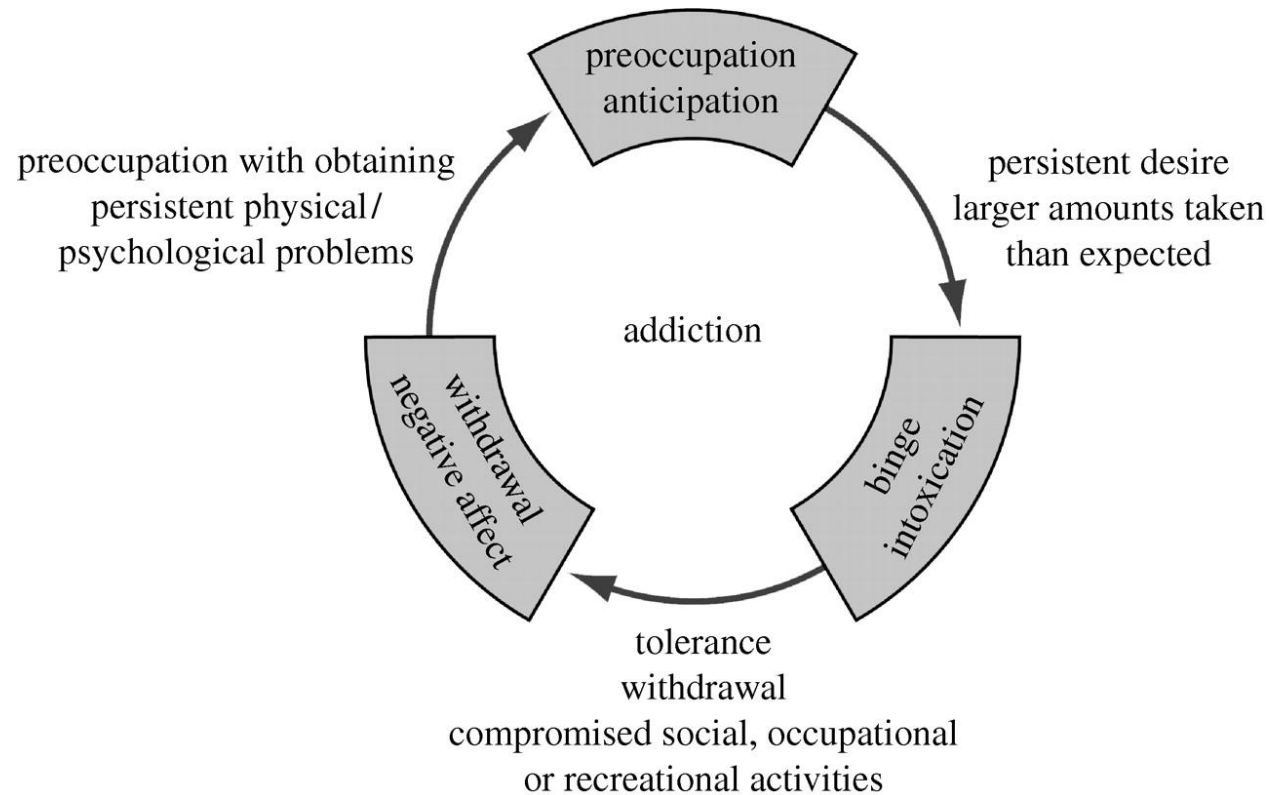 preoccupation
anticipation
preoccupation with obtaining
persistent physical/
psychological problems
persistent desire
larger amounts taken
than expected
addiction
withdrawal
negative affect
binge
intoxication
tolerance
withdrawal
compromised social, occupational
or recreational activities